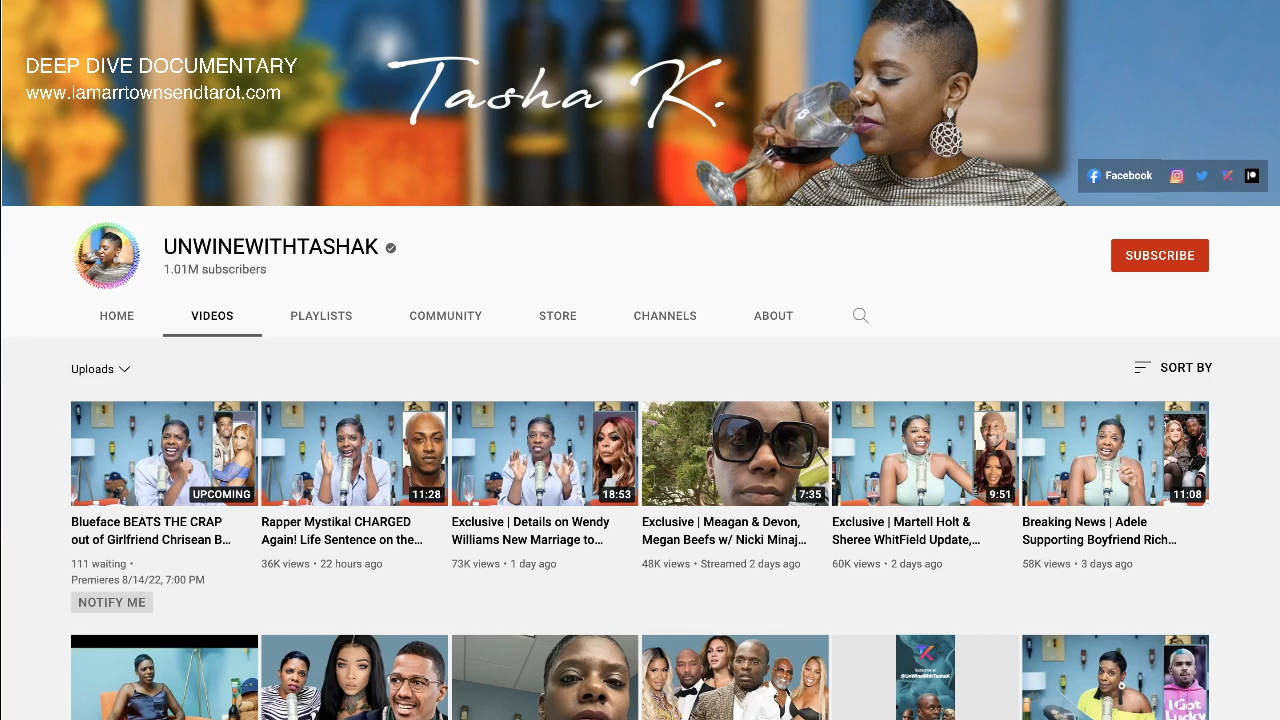 DEEP DIVE DOCUMENTARY
www.lamarrtownsendtarot.com
Tasha K.
Facebook
UNWINEWITHTASHAK
1.01M subscribers
SUBSCRIBE
HOME VIDEOS PLAYLISTS COMMUNITY STORE CHANNELS ABOUT
Uploads
SORT BY
UPCOMING 11:28 18:53 7:35 9:51 11:08
Blueface BEATS THE CRAP
out of Girlfriend Chrisean B...
111 waiting •
Premieres 8/14/22, 7:00 PM
NOTIFY ME
Rapper Mystikal CHARGED
Again! Life Sentence on the...
36K views • 22 hours ago
Exclusive | Details on Wendy
Williams New Marriage to...
73K views • 1 day ago
Exclusive | Meagan & Devon,
Megan Beefs w/ Nicki Minaj...
48K views • Streamed 2 days ago
Exclusive | Martell Holt &
Sheree WhitField Update,...
60K views • 2 days ago
Breaking News | Adele
Supporting Boyfriend Rich...
58K views • 3 days ago
@UnWineWithTashaK
I Got